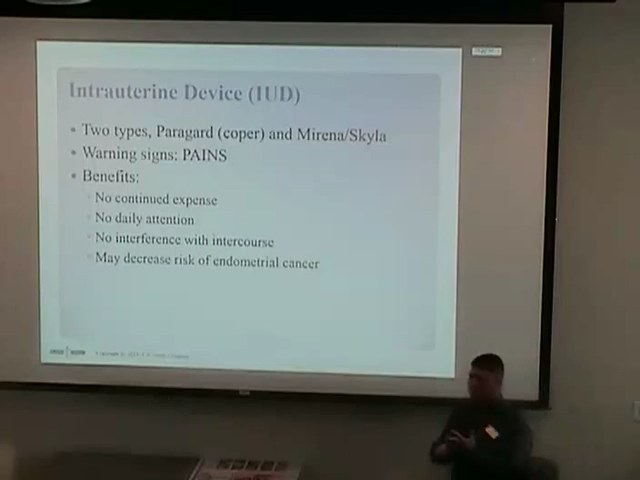 Intrauterine Device (IUD)
• Two types, Paragard (coper) and Mirena/Skyla
• Warning signs: PAINS
• Benefits:
No continued expense
No daily attention
No interference with intercourse
May decrease risk of endometrial cancer